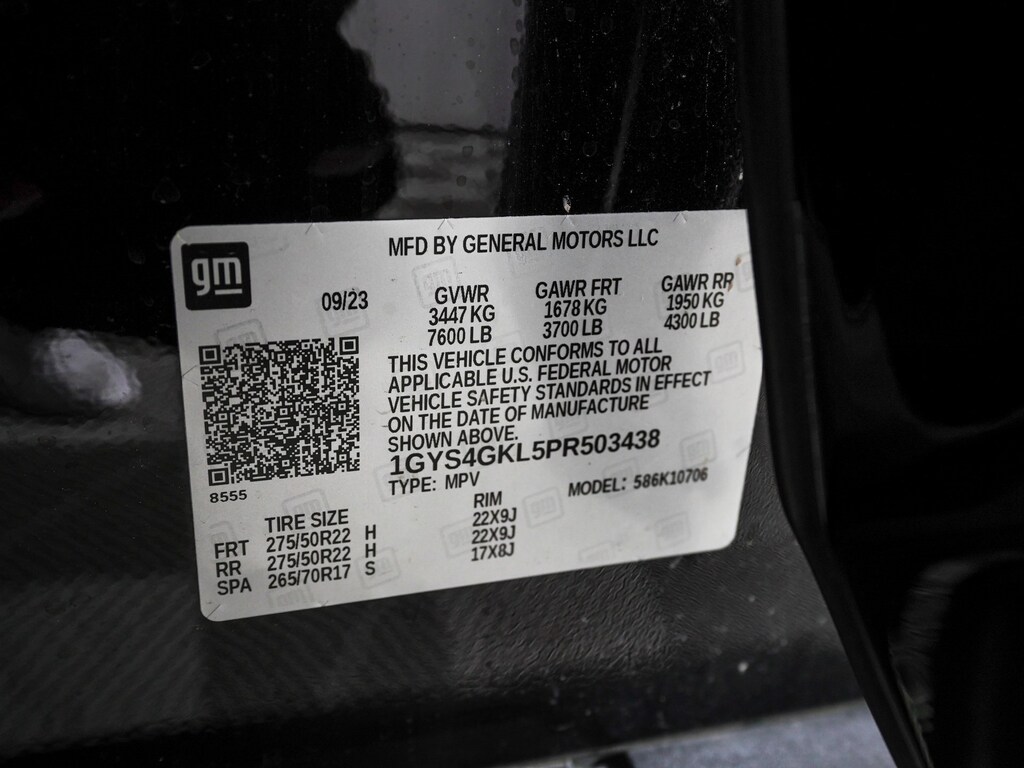 gm
MFD BY GENERAL MOTORS LLC
09/23
GVWR GAWR FRT GAWR RR
3447 KG 1678 KG 1950 KG
7600 LB 3700 LB 4300 LB
THIS VEHICLE CONFORMS TO ALL
APPLICABLE U.S. FEDERAL MOTOR
VEHICLE SAFETY STANDARDS IN EFFECT
ON THE DATE OF MANUFACTURE
SHOWN ABOVE.
1GYS4GKL5PR503438
TYPE: MPV MODEL: 586K10706
8555
TIRE SIZE RIM
FRT 275/50R22 H 22X9J
RR 275/50R22 H 22X9J
SPA 265/70R17 S 17X8J